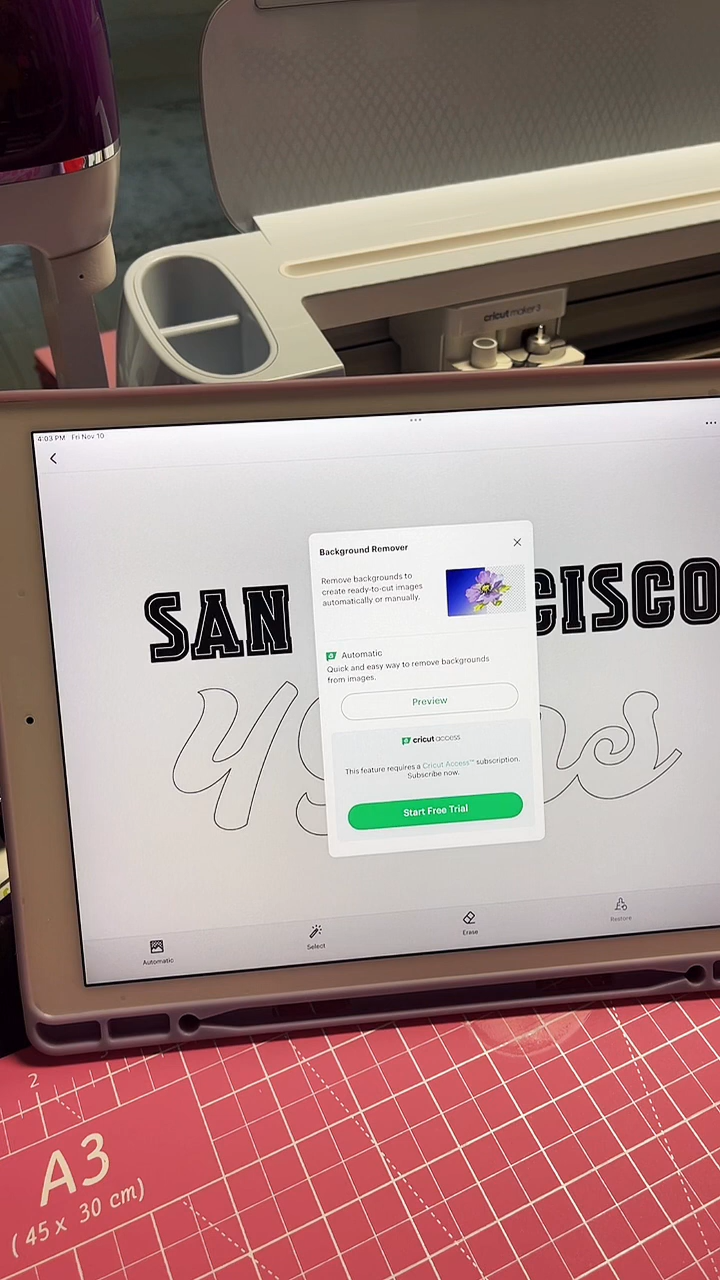 cricut maker 3
4:03 PM Fri Nov 10
Background Remover
Remove backgrounds to
create ready-to-cut images
automatically or manually.
SAN CISCO
Automatic
Quick and easy way to remove backgrounds
from images.
Preview
49 s
cricut access
This feature requires a Cricut Access™ subscription.
Subscribe now.
Start Free Trial
Automatic
Select
Erase
Restore
2
A3
(45 x 30 cm)